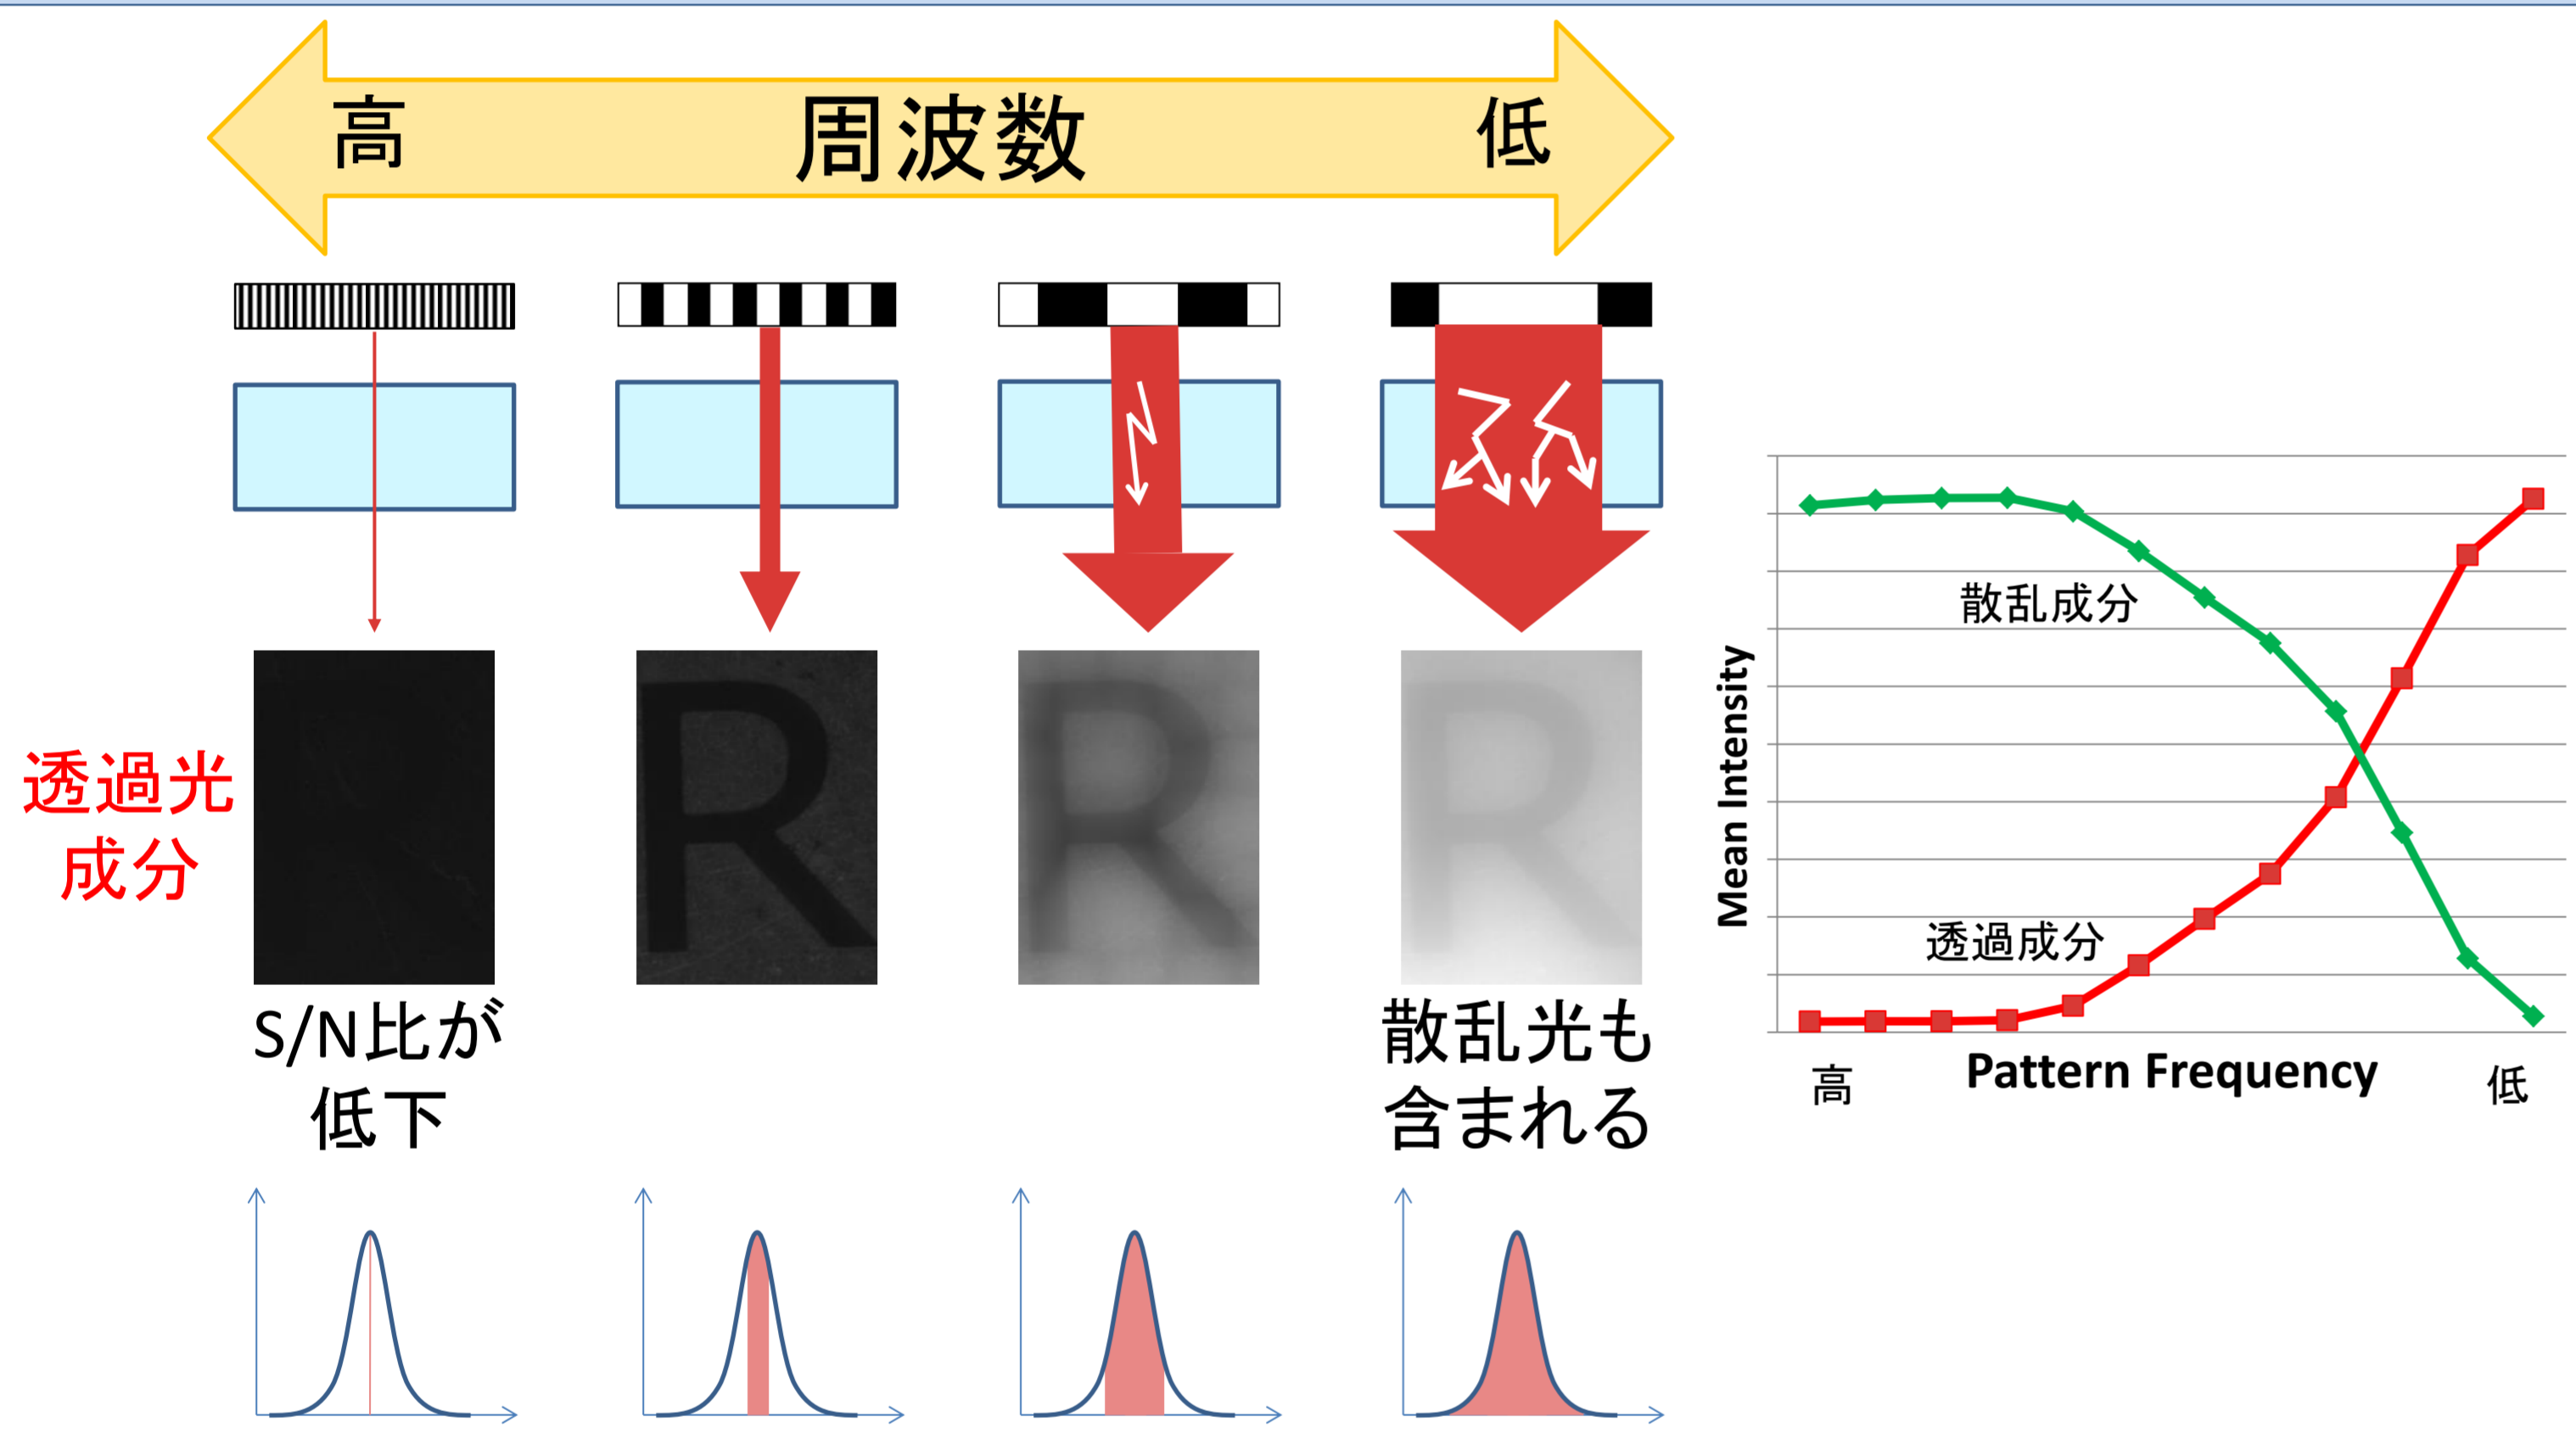 高 周波数 低
透過光
成分
R
R
R
S/N比が
低下
散乱光も
含まれる
Mean Intensity
散乱成分
透過成分
高 Pattern Frequency 低